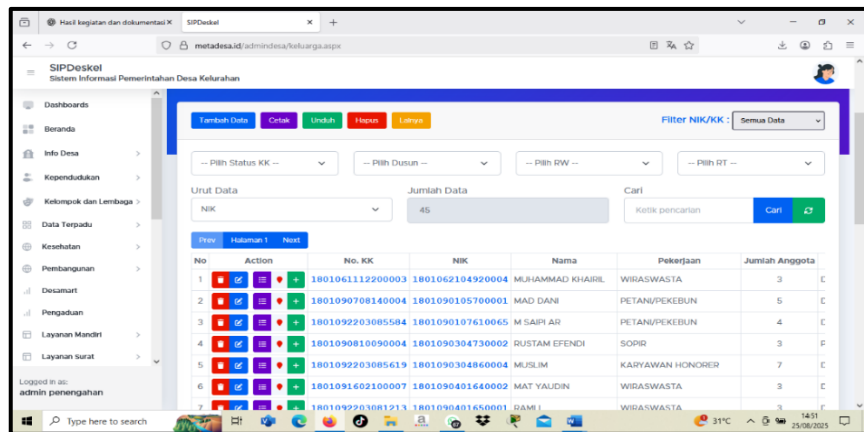 Hasil kegiatan dan dokumentasi
SIPDeskel
metadesa.id/admindesa/keluarga.aspx
SIPDeskel
Sistem Informasi Pemerintahan Desa Kelurahan
Dashboards
Beranda
Info Desa
Kependudukan
Kelompok dan Lembaga
Data Terpadu
Kesehatan
Pembangunan
Desamart
Pengaduan
Layanan Mandiri
Layanan Surat
Logged in as:
admin penengahan
Tambah Data Cetak Unduh Hapus Lainya
Filter NIK/KK : Semua Data
-- Pilih Status KK -- -- Pilih Dusun -- -- Pilih RW -- -- Pilih RT --
Urut Data Jumlah Data Cari
NIK 45 Ketik pencarian Cari
Prev Halaman 1 Next
No Action No. KK NIK Nama Pekerjaan Jumlah Anggota
1 1801061112200003 1801062104920004 MUHAMMAD KHAIRIL WIRASWASTA 3
2 1801090708140004 1801090105700001 MAD DANI PETANI/PEKEBUN 5
3 1801092203085584 1801090107610065 M SAIPI AR PETANI/PEKEBUN 4
4 1801090810090004 1801090304730002 RUSTAM EFENDI SOPIR 3
5 1801092203085619 1801090304860004 MUSLIM KARYAWAN HONORER 7
6 1801091602100007 1801090401640002 MAT YAUDIN WIRASWASTA 3
7 1801092203081213 1801090401650001 RAMLI WIRASWASTA 3
Type here to search
31°C
14:51
25/08/2025